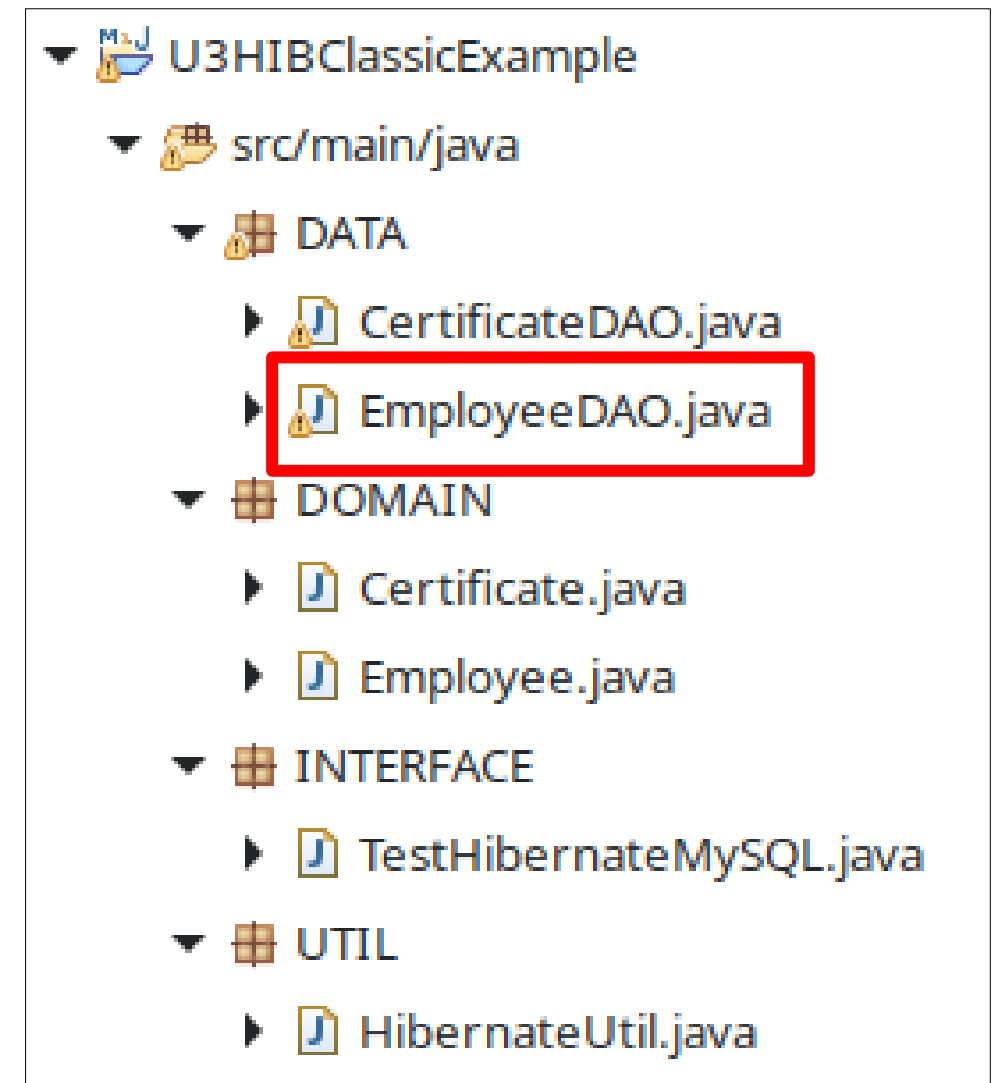 U3HIBClassicExample
src/main/java
DATA
CertificateDAO.java
EmployeeDAO.java
DOMAIN
Certificate.java
Employee.java
INTERFACE
TestHibernateMySQL.java
UTIL
HibernateUtil.java